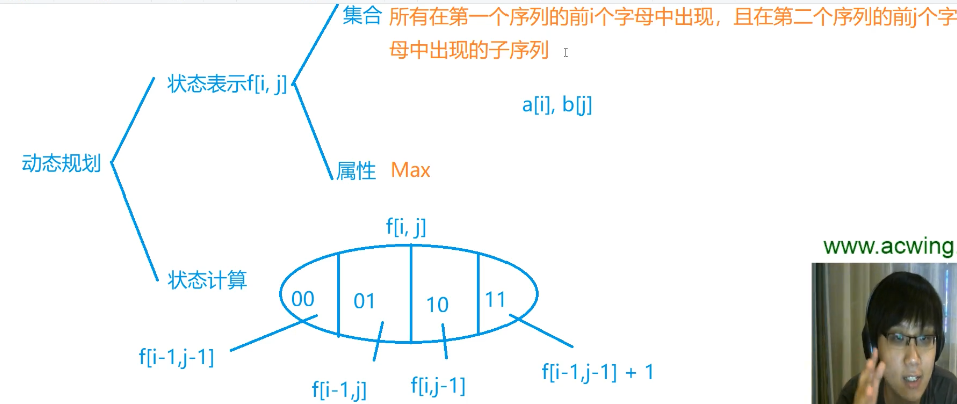 集合
所有在第一个序列的前i个字母中出现，且在第二个序列的前j个字
母中出现的子序列
状态表示f[i, j]
a[i], b[j]
动态规划
属性
Max
f[i, j]
www.acwing
状态计算
00
01
10
11
f[i-1,j-1]
f[i-1,j]
f[i,j-1]
f[i-1,j-1] + 1